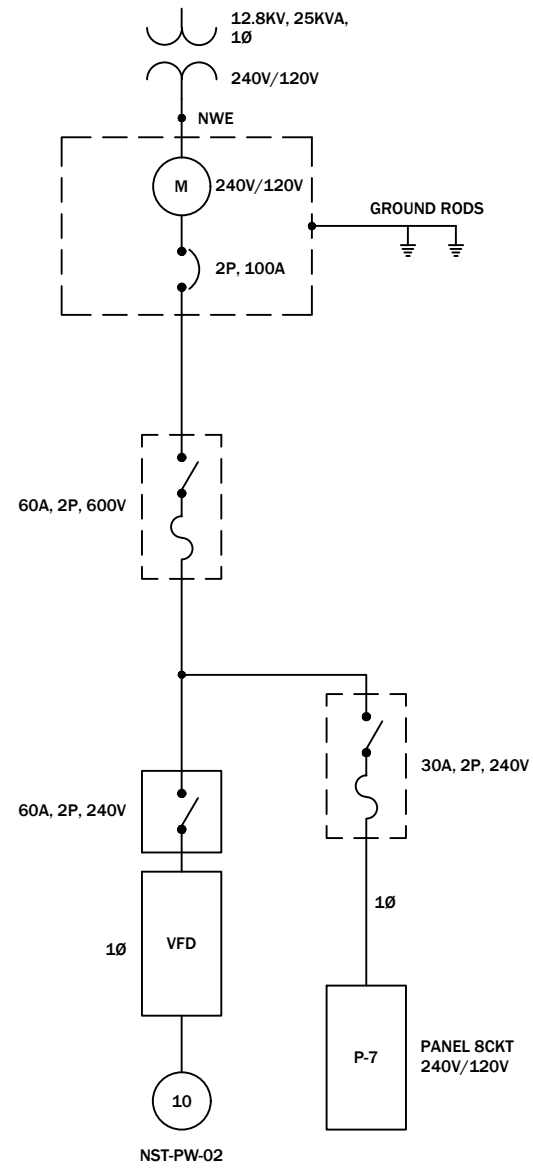 12.8KV, 25KVA,
1Ø
240V/120V
NWE
M
240V/120V
GROUND RODS
2P, 100A
60A, 2P, 600V
30A, 2P, 240V
60A, 2P, 240V
1Ø
VFD
1Ø
P-7
PANEL 8CKT
240V/120V
10
NST-PW-02